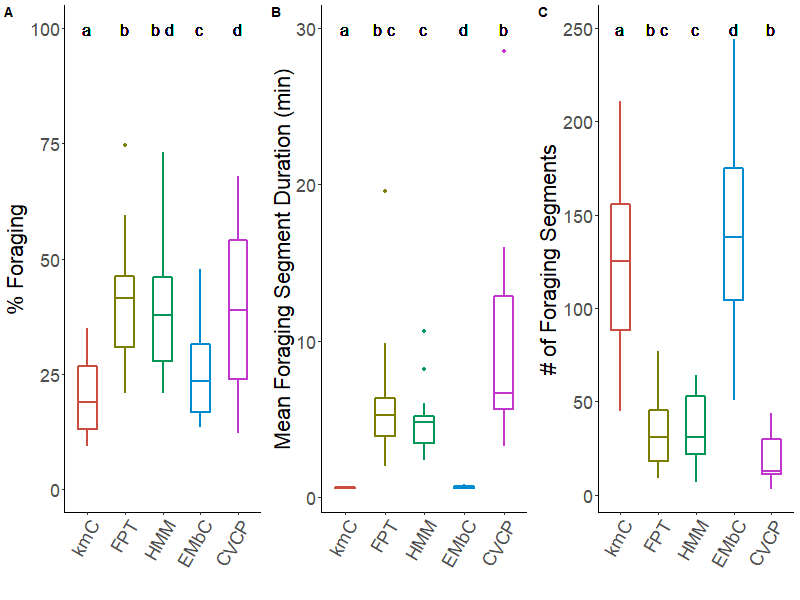 A
a b b d c d
100
75
50
25
0
% Foraging
kmC FPT HMM EMbC CVCP
B
a b c c d b
30
20
10
0
Mean Foraging Segment Duration (min)
kmC FPT HMM EMbC CVCP
C
a b c c d b
250
200
150
100
50
0
# of Foraging Segments
kmC FPT HMM EMbC CVCP